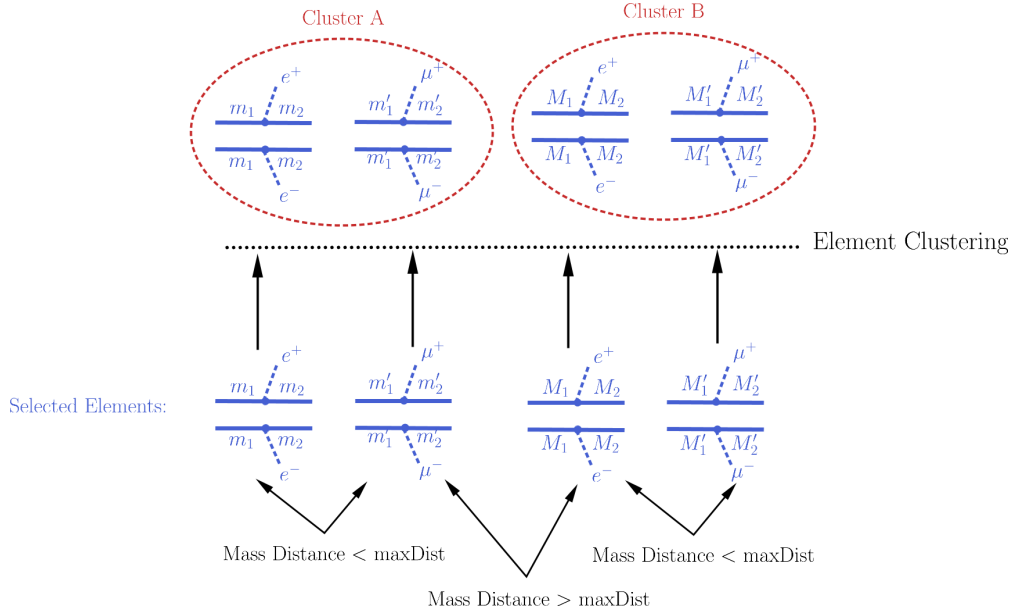 Cluster A
Cluster B
e⁺ μ⁺ e⁺ μ⁺
m₁ m₂ m′₁ m′₂ M₁ M₂ M′₁ M′₂
m₁ m₂ m′₁ m′₂ M₁ M₂ M′₁ M′₂
e⁻ μ⁻ e⁻ μ⁻
Element Clustering
e⁺ μ⁺ e⁺ μ⁺
m₁ m₂ m′₁ m′₂ M₁ M₂ M′₁ M′₂
Selected Elements:
m₁ m₂ m′₁ m′₂ M₁ M₂ M′₁ M′₂
e⁻ μ⁻ e⁻ μ⁻
Mass Distance < maxDist
Mass Distance < maxDist
Mass Distance > maxDist